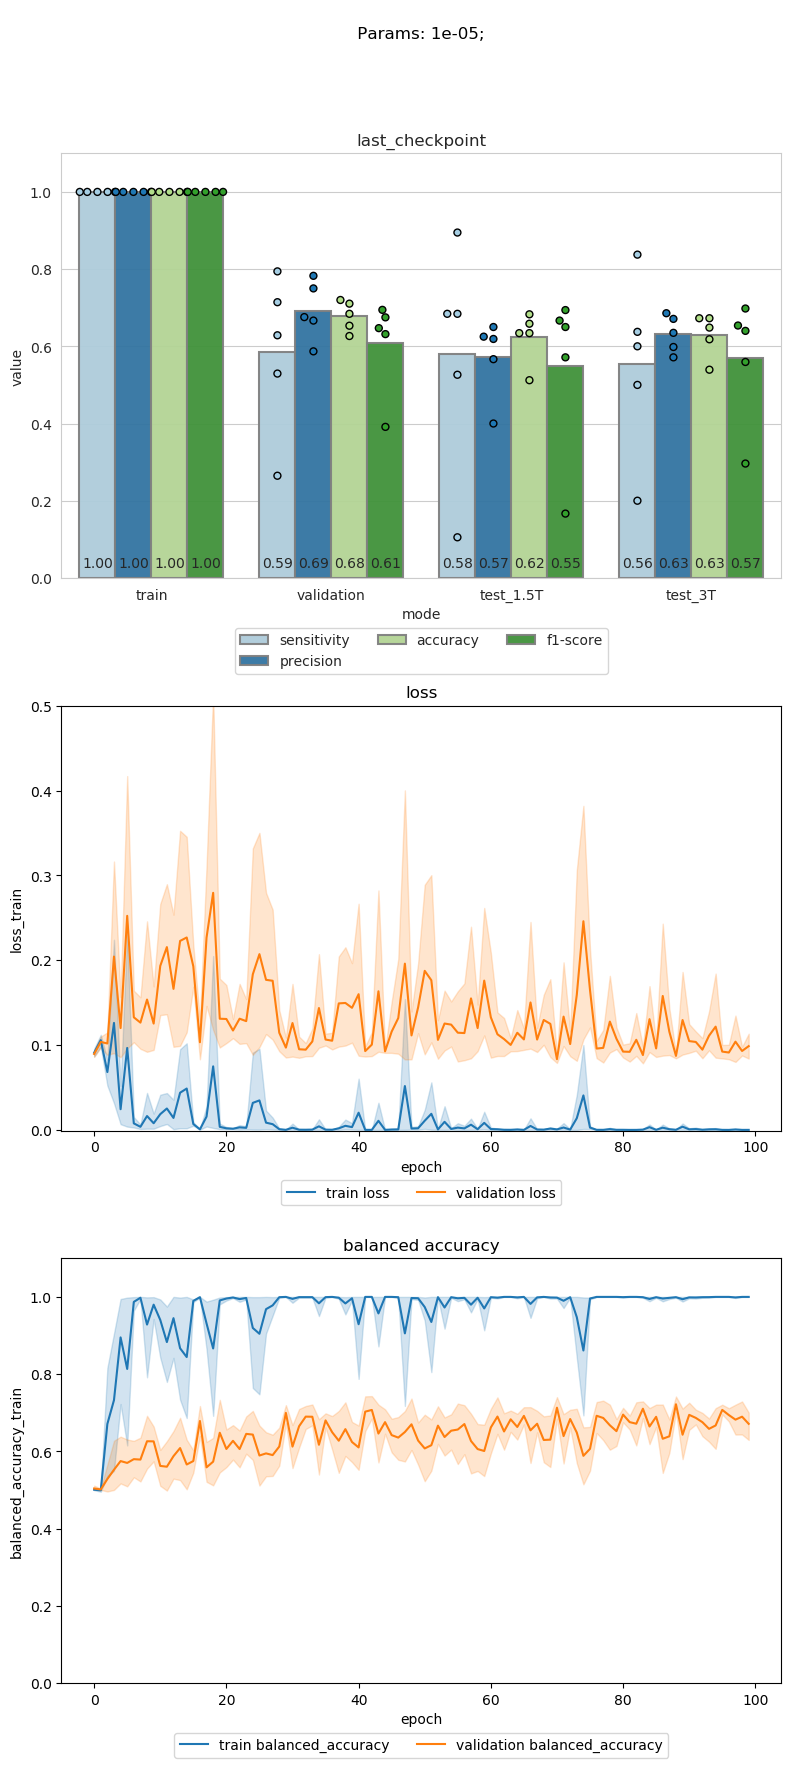 Params: 1e-05;
last_checkpoint
value
1.0
0.8
0.6
0.4
0.2
0.0
1.00 1.00 1.00 1.00 0.59 0.69 0.68 0.61 0.58 0.57 0.62 0.55 0.56 0.63 0.63 0.57
train validation test_1.5T test_3T
mode
sensitivity accuracy f1-score
precision
loss
loss_train
0.5
0.4
0.3
0.2
0.1
0.0
0 20 40 60 80 100
epoch
train loss validation loss
balanced accuracy
balanced_accuracy_train
1.0
0.8
0.6
0.4
0.2
0.0
0 20 40 60 80 100
epoch
train balanced_accuracy validation balanced_accuracy